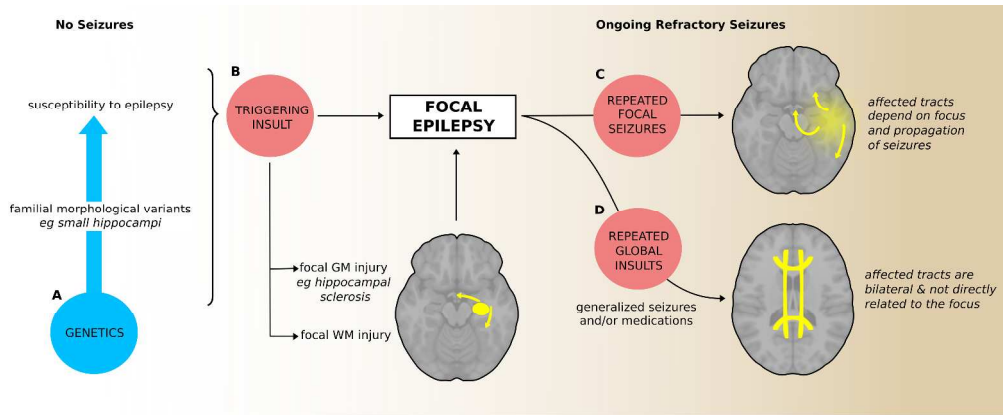 No Seizures
Ongoing Refractory Seizures
susceptibility to epilepsy
familial morphological variants
eg small hippocampi
A
GENETICS
B
TRIGGERING
INSULT
focal GM injury
eg hippocampal
sclerosis
focal WM injury
FOCAL
EPILEPSY
C
REPEATED
FOCAL
SEIZURES
affected tracts
depend on focus
and propagation
of seizures
D
REPEATED
GLOBAL
INSULTS
generalized seizures
and/or medications
affected tracts are
bilateral & not directly
related to the focus